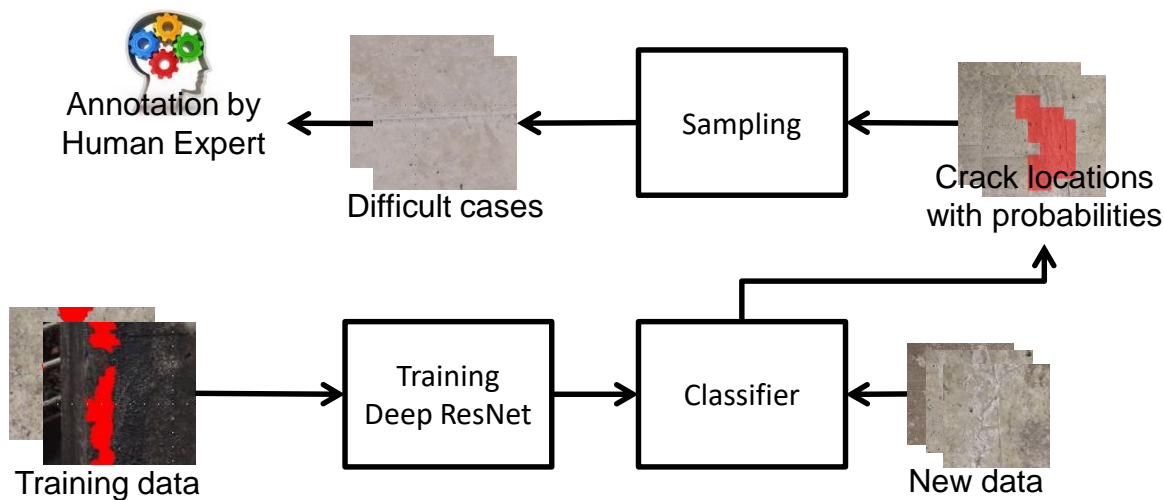 Annotation by
Human Expert
Difficult cases
Sampling
Crack locations
with probabilities
Training data
Training
Deep ResNet
Classifier
New data